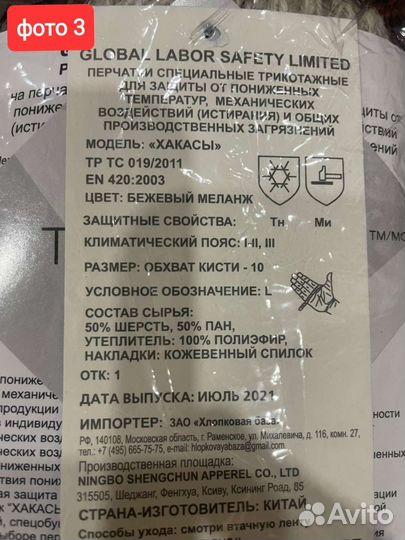 фото 3
GLOBAL LABOR SAFETY LIMITED
ПЕРЧАТКИ СПЕЦИАЛЬНЫЕ ТРИКОТАЖНЫЕ
ДЛЯ ЗАЩИТЫ ОТ ПОНИЖЕННЫХ
ТЕМПЕРАТУР, МЕХАНИЧЕСКИХ
ВОЗДЕЙСТВИЙ (ИСТИРАНИЯ) И ОБЩИХ
ПРОИЗВОДСТВЕННЫХ ЗАГРЯЗНЕНИЙ
МОДЕЛЬ: «ХАКАСЫ»
ТР ТС 019/2011
EN 420:2003
ЦВЕТ: БЕЖЕВЫЙ МЕЛАНЖ
ЗАЩИТНЫЕ СВОЙСТВА: Тн Ми
КЛИМАТИЧЕСКИЙ ПОЯС: I-II, III
РАЗМЕР: ОБХВАТ КИСТИ - 10
УСЛОВНОЕ ОБОЗНАЧЕНИЕ: L
СОСТАВ СЫРЬЯ:
50% ШЕРСТЬ, 50% ПАН,
УТЕПЛИТЕЛЬ: 100% ПОЛИЭФИР,
НАКЛАДКИ: КОЖЕВЕННЫЙ СПИЛОК
ОТК: 1
ДАТА ВЫПУСКА: ИЮЛЬ 2021
ИМПОРТЕР: ЗАО «Хлопковая база»
РФ, 140108, Московская область, г. Раменское, ул. Михалевича, д. 116, комн. 27,
тел.: +7 (495) 665-75-75, e-mail: hlopkovayabaza@gmail.com
Производственная площадка:
NINGBO SHENGCHUN APPEREL CO., LTD
315505, Шеджанг, Фенгхуа, Ксиву, Ксининг Роад, 85
СТРАНА-ИЗГОТОВИТЕЛЬ: КИТАЙ
Способы ухода: смотри втачную лен
Avito